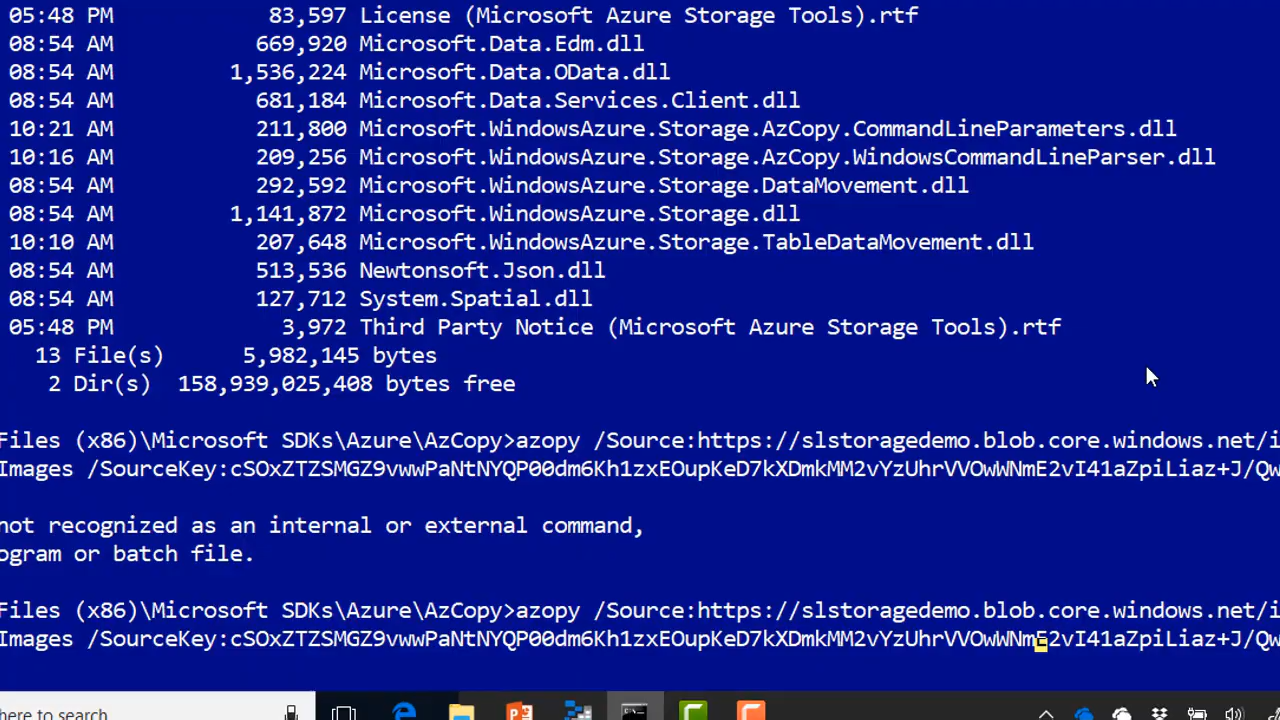 05:48 PM 83,597 License (Microsoft Azure Storage Tools).rtf
08:54 AM 669,920 Microsoft.Data.Edm.dll
08:54 AM 1,536,224 Microsoft.Data.OData.dll
08:54 AM 681,184 Microsoft.Data.Services.Client.dll
10:21 AM 211,800 Microsoft.WindowsAzure.Storage.AzCopy.CommandLineParameters.dll
10:16 AM 209,256 Microsoft.WindowsAzure.Storage.AzCopy.WindowsCommandLineParser.dll
08:54 AM 292,592 Microsoft.WindowsAzure.Storage.DataMovement.dll
08:54 AM 1,141,872 Microsoft.WindowsAzure.Storage.dll
10:10 AM 207,648 Microsoft.WindowsAzure.Storage.TableDataMovement.dll
08:54 AM 513,536 Newtonsoft.Json.dll
08:54 AM 127,712 System.Spatial.dll
05:48 PM 3,972 Third Party Notice (Microsoft Azure Storage Tools).rtf
13 File(s) 5,982,145 bytes
2 Dir(s) 158,939,025,408 bytes free
Files (x86)\Microsoft SDKs\Azure\AzCopy>azopy /Source:https://slstoragedemo.blob.core.windows.net/i
Images /SourceKey:cSOxZTZSMGZ9vwwPaNtNYQP00dm6Kh1zxEOupKeD7kXDmkMM2vYzUhrVVOwWNmE2vI41aZpiLiaz+J/Qw
not recognized as an internal or external command,
ogram or batch file.
Files (x86)\Microsoft SDKs\Azure\AzCopy>azopy /Source:https://slstoragedemo.blob.core.windows.net/i
Images /SourceKey:cSOxZTZSMGZ9vwwPaNtNYQP00dm6Kh1zxEOupKeD7kXDmkMM2vYzUhrVVOwWNmE2vI41aZpiLiaz+J/Qw
here to search